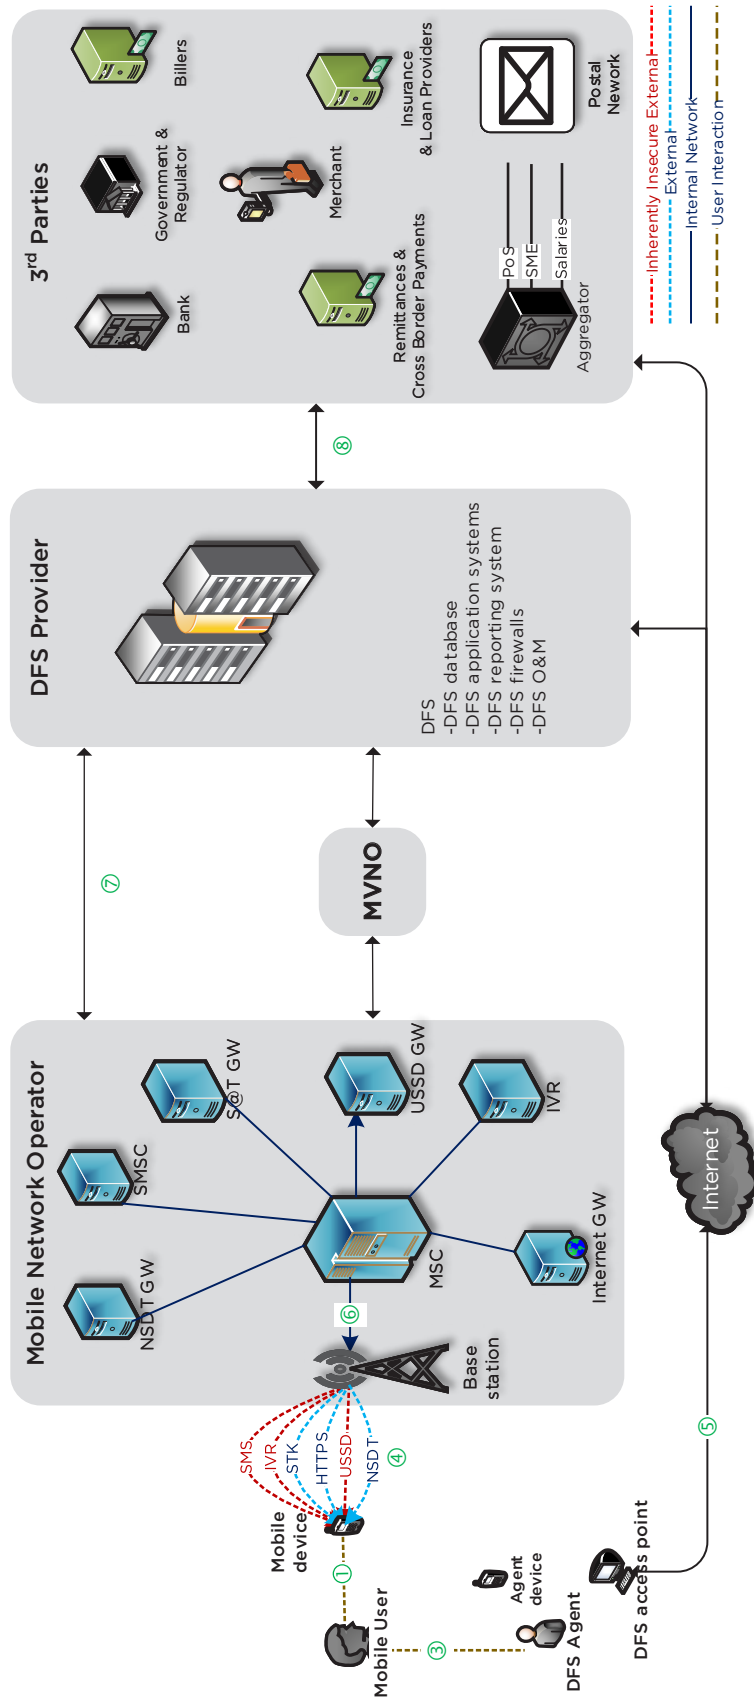 Mobile User
①
③
DFS Agent
Agent
device
DFS access point
Mobile
device
SMS
IVR
STK
HTTPS
USSD
NSDT
④
⑤
Mobile Network Operator
NSDT GW
SMSC
S@T GW
USSD GW
IVR
Internet GW
MSC
⑥
Base
station
Internet
⑦
MVNO
DFS Provider
DFS
-DFS database
-DFS application systems
-DFS reporting system
-DFS firewalls
-DFS O&M
⑧
3rd Parties
Bank
Government &
Regulator
Billers
Remittances &
Cross Border Payments
Merchant
Insurance
& Loan Providers
Aggregator
PoS
SME
Salaries
Postal
Nework
Inherently Insecure External
External
Internal Network
User Interaction